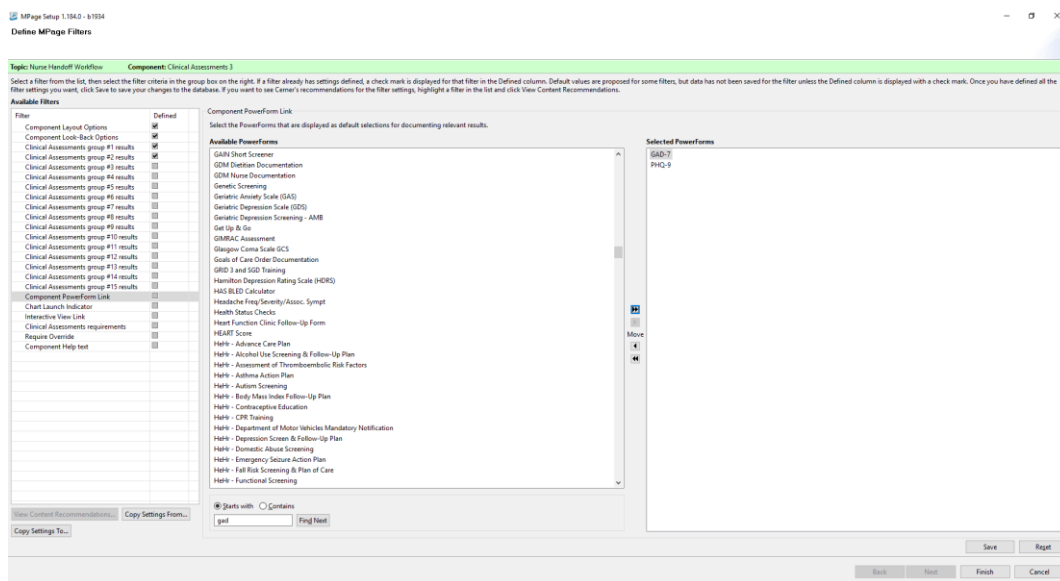 MPage Setup 1.184.0 - b1934
Define MPage Filters
Topic: Nurse Handoff Workflow Component: Clinical Assessments 3
Select a filter from the list, then select the filter criteria in the group box on the right. If a filter already has settings defined, a check mark is displayed for that filter in the Defined column. Default values are proposed for some filters, but data has not been saved for the filter unless the Defined column is displayed with a check mark. Once you have defined all the
filter settings you want, click Save to save your changes to the database. If you want to see Cerner's recommendations for the filter settings, highlight a filter in the list and click View Content Recommendations.
Available Filters
Filter Defined
Component Layout Options
Component Look-Back Options
Clinical Assessments group #1 results
Clinical Assessments group #2 results
Clinical Assessments group #3 results
Clinical Assessments group #4 results
Clinical Assessments group #5 results
Clinical Assessments group #6 results
Clinical Assessments group #7 results
Clinical Assessments group #8 results
Clinical Assessments group #9 results
Clinical Assessments group #10 results
Clinical Assessments group #11 results
Clinical Assessments group #12 results
Clinical Assessments group #13 results
Clinical Assessments group #14 results
Clinical Assessments group #15 results
Component PowerForm Link
Chart Launch Indicator
Interactive View Link
Clinical Assessments requirements
Require Override
Component Help text
View Content Recommendations... Copy Settings From...
Copy Settings To...
Component PowerForm Link
Select the PowerForms that are displayed as default selections for documenting relevant results.
Available PowerForms
GAIN Short Screener
GDM Dietitian Documentation
GDM Nurse Documentation
Genetic Screening
Geriatric Anxiety Scale (GAS)
Geriatric Depression Scale (GDS)
Geriatric Depression Screening - AMB
Get Up & Go
GIMRAC Assessment
Glasgow Coma Scale GCS
Goals of Care Order Documentation
GRID 3 and SGD Training
Hamilton Depression Rating Scale (HDRS)
HAS BLED Calculator
Headache Freq/Severity/Assoc. Sympt
Health Status Checks
Heart Function Clinic Follow-Up Form
HEART Score
HeHr - Advance Care Plan
HeHr - Alcohol Use Screening & Follow-Up Plan
HeHr - Assessment of Thromboembolic Risk Factors
HeHr - Asthma Action Plan
HeHr - Autism Screening
HeHr - Body Mass Index Follow-Up Plan
HeHr - Contraceptive Education
HeHr - CPR Training
HeHr - Department of Motor Vehicles Mandatory Notification
HeHr - Depression Screen & Follow-Up Plan
HeHr - Domestic Abuse Screening
HeHr - Emergency Seizure Action Plan
HeHr - Fall Risk Screening & Plan of Care
HeHr - Functional Screening
Starts with Contains
gad Find Next
Move
Selected PowerForms
GAD-7
PHQ-9
Save Reset
Back Next Finish Cancel